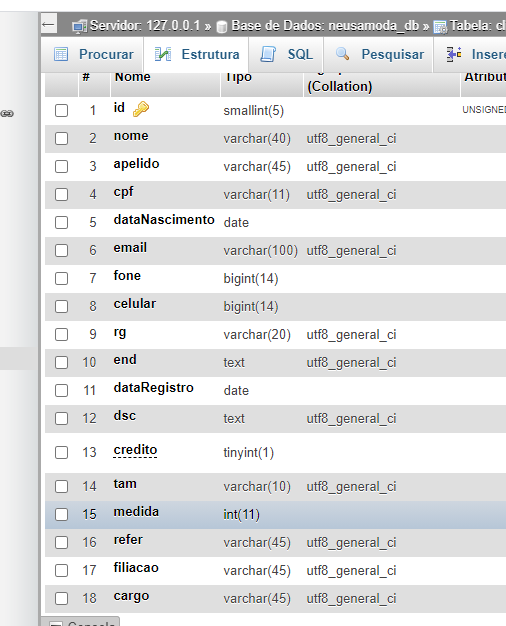 Servidor: 127.0.0.1 » Base de Dados: neusamoda_db » Tabela: cl
Procurar Estrutura SQL Pesquisar Insere
# Nome Tipo (Collation) Atribut
1 id smallint(5) UNSIGNED
2 nome varchar(40) utf8_general_ci
3 apelido varchar(45) utf8_general_ci
4 cpf varchar(11) utf8_general_ci
5 dataNascimento date
6 email varchar(100) utf8_general_ci
7 fone bigint(14)
8 celular bigint(14)
9 rg varchar(20) utf8_general_ci
10 end text utf8_general_ci
11 dataRegistro date
12 dsc text utf8_general_ci
13 credito tinyint(1)
14 tam varchar(10) utf8_general_ci
15 medida int(11)
16 refer varchar(45) utf8_general_ci
17 filiacao varchar(45) utf8_general_ci
18 cargo varchar(45) utf8_general_ci